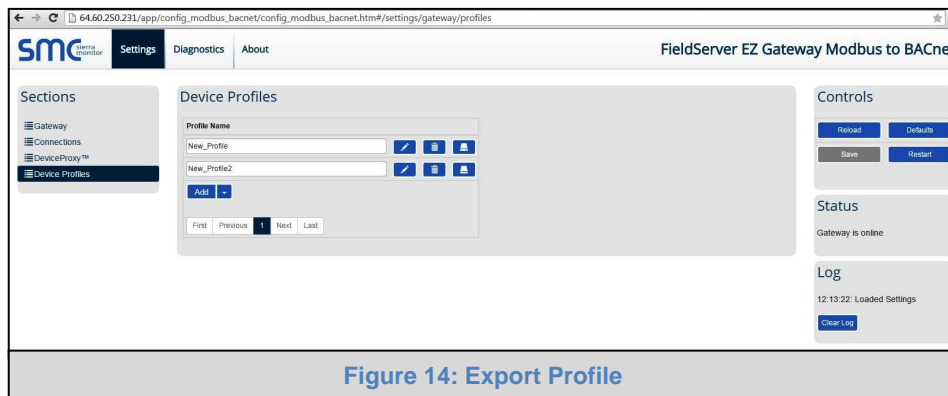 64.60.250.231/app/config_modbus_bacnet/config_modbus_bacnet.htm#/settings/gateway/profiles
SMC sierra monitor
Settings
Diagnostics
About
FieldServer EZ Gateway Modbus to BACne
Sections
Gateway
Connections
DeviceProxy™
Device Profiles
Device Profiles
Profile Name
New_Profile
New_Profile2
Add
First Previous 1 Next Last
Controls
Reload Defaults
Save Restart
Status
Gateway is online
Log
12:13:22: Loaded Settings
Clear Log
Figure 14: Export Profile